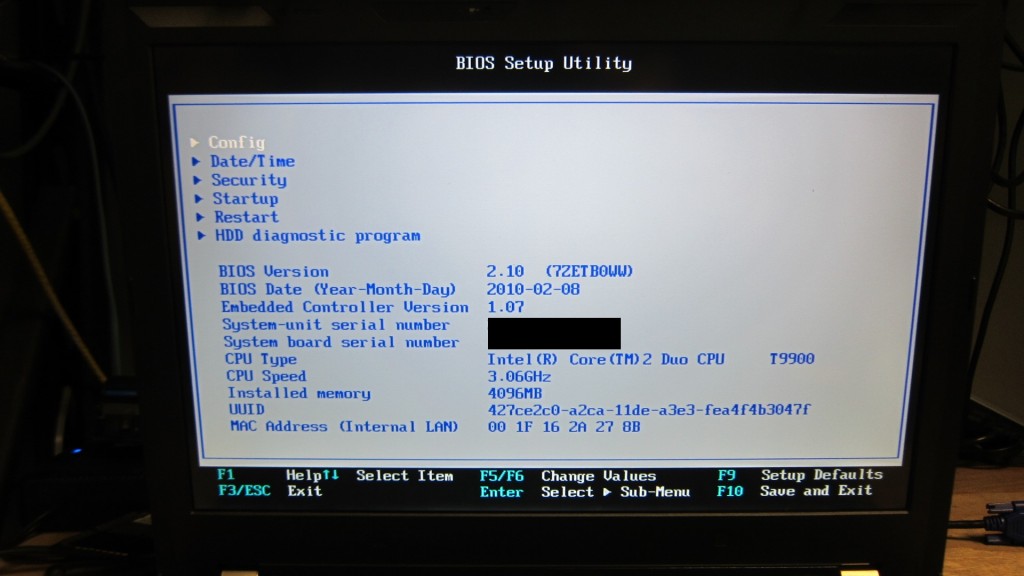 BIOS Setup Utility
▶ Config
▶ Date/Time
▶ Security
▶ Startup
▶ Restart
▶ HDD diagnostic program
BIOS Version 2.10 (7ZETB0WW)
BIOS Date (Year-Month-Day) 2010-02-08
Embedded Controller Version 1.07
System-unit serial number
System board serial number
CPU Type Intel(R) Core(TM)2 Duo CPU T9900
CPU Speed 3.06GHz
Installed memory 4096MB
UUID 427ce2c0-a2ca-11de-a3e3-fea4f4b3047f
MAC Address (Internal LAN) 00 1F 16 2A 27 8B
F1 Help↑↓ Select Item F5/F6 Change Values F9 Setup Defaults
F3/ESC Exit Enter Select ▶ Sub-Menu F10 Save and Exit